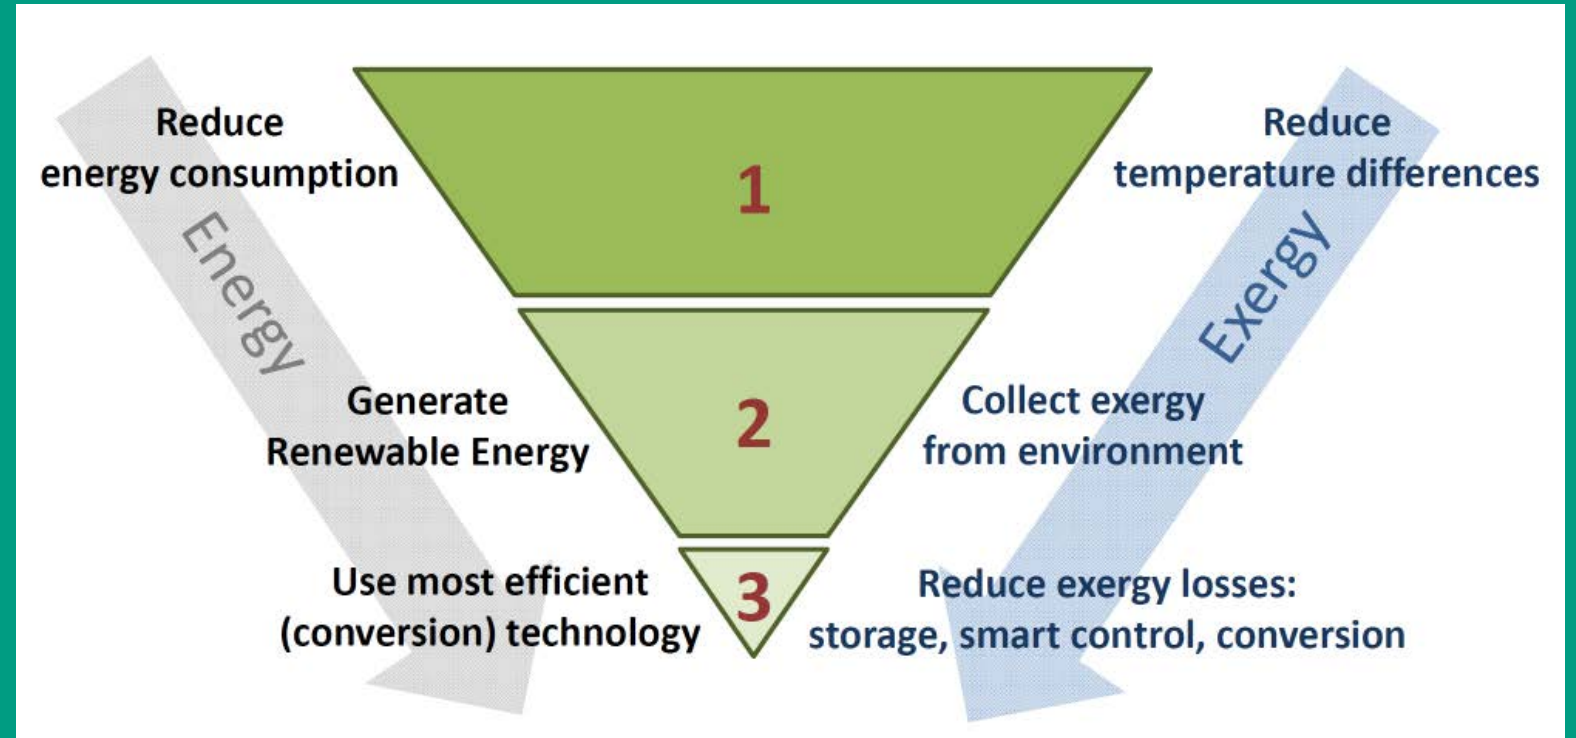 Reduce
energy consumption
Energy
1
Reduce
temperature differences
Exergy
Generate
Renewable Energy
2
Collect exergy
from environment
Use most efficient
(conversion) technology
3
Reduce exergy losses:
storage, smart control, conversion